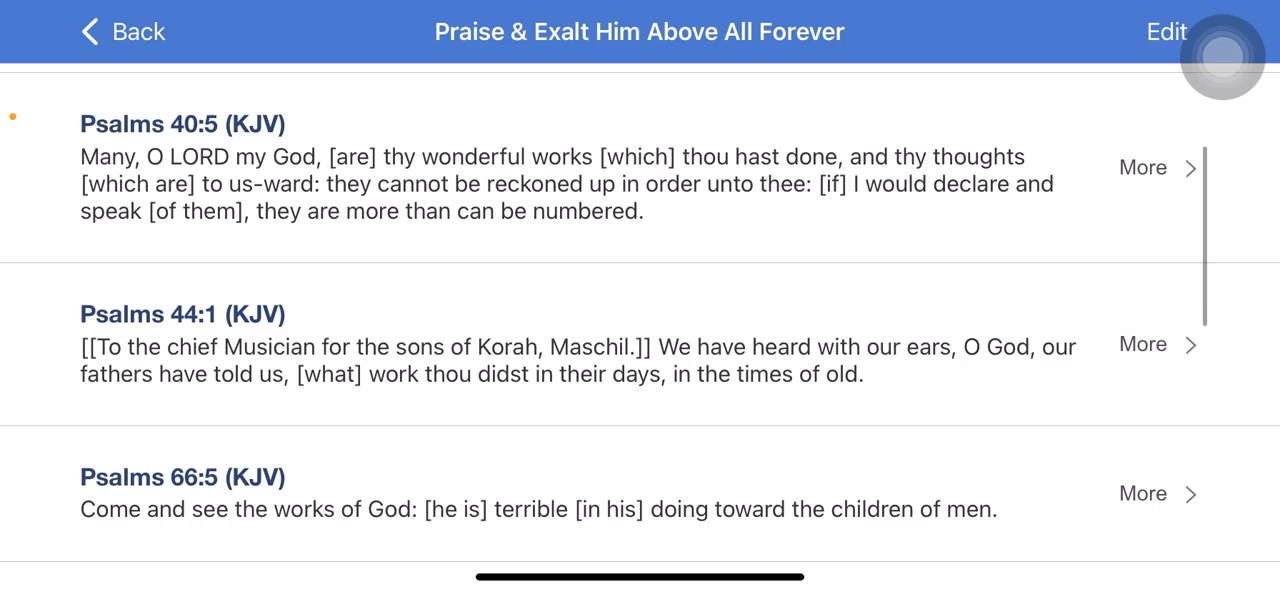 Back
Praise & Exalt Him Above All Forever
Edit
Psalms 40:5 (KJV)
Many, O LORD my God, [are] thy wonderful works [which] thou hast done, and thy thoughts
[which are] to us-ward: they cannot be reckoned up in order unto thee: [if] I would declare and
speak [of them], they are more than can be numbered.
More
Psalms 44:1 (KJV)
[[To the chief Musician for the sons of Korah, Maschil.]] We have heard with our ears, O God, our
fathers have told us, [what] work thou didst in their days, in the times of old.
More
Psalms 66:5 (KJV)
Come and see the works of God: [he is] terrible [in his] doing toward the children of men.
More